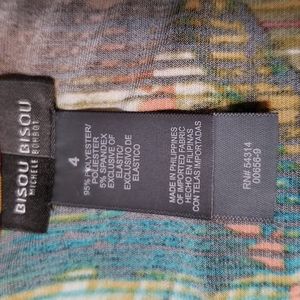 BISOU BISOU
MICHELE BOHBOT
4
95% POLYESTER/
POLIESTER
5% SPANDEX
EXCLUSIVE OF
ELASTIC/
EXCLUSIVO DE
ELASTICO
MADE IN PHILIPPINES
OF IMPORTED FABRIC
HECHO EN FILIPINAS
CON TELAS IMPORTADAS
RN# 54314
00656-9